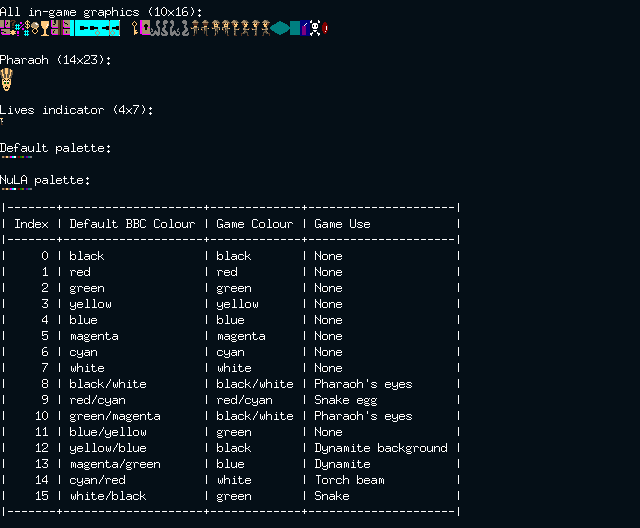 All in-game graphics (10x16):
Pharaoh (14x23):
Lives indicator (4x7):
Default palette:
NuLA palette:
|-------+----------------------+--------------+---------------------|
| Index | Default BBC Colour | Game Colour | Game Use |
|-------+----------------------+--------------+---------------------|
| 0 | black | black | None |
| 1 | red | red | None |
| 2 | green | green | None |
| 3 | yellow | yellow | None |
| 4 | blue | blue | None |
| 5 | magenta | magenta | None |
| 6 | cyan | cyan | None |
| 7 | white | white | None |
| 8 | black/white | black/white | Pharaoh's eyes |
| 9 | red/cyan | red/cyan | Snake egg |
| 10 | green/magenta | black/white | Pharaoh's eyes |
| 11 | blue/yellow | green | None |
| 12 | yellow/blue | black | Dynamite background |
| 13 | magenta/green | blue | Dynamite |
| 14 | cyan/red | white | Torch beam |
| 15 | white/black | green | Snake |
|-------+----------------------+--------------+---------------------|